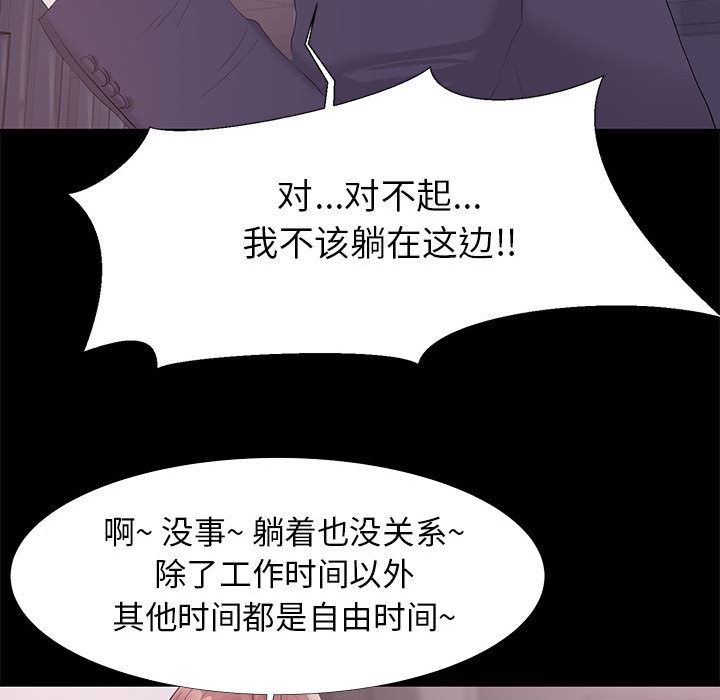 对...对不起...
我不该躺在这边!!
啊~ 没事~ 躺着也没关系~
除了工作时间以外
其他时间都是自由时间~